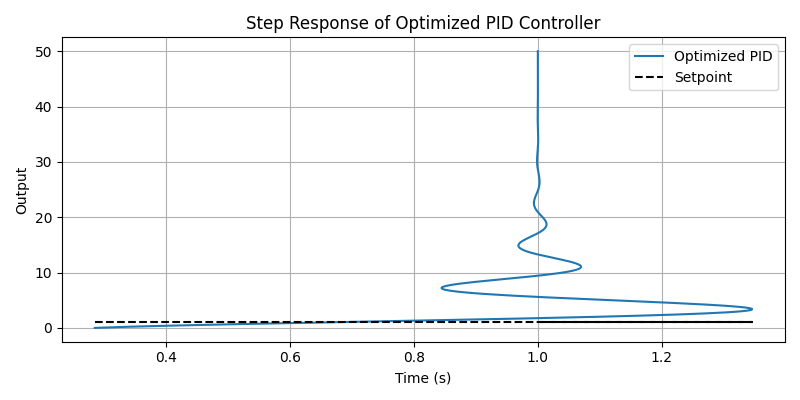 Step Response of Optimized PID Controller
Optimized PID
Setpoint
50
40
30
20
10
0
Output
0.4 0.6 0.8 1.0 1.2
Time (s)